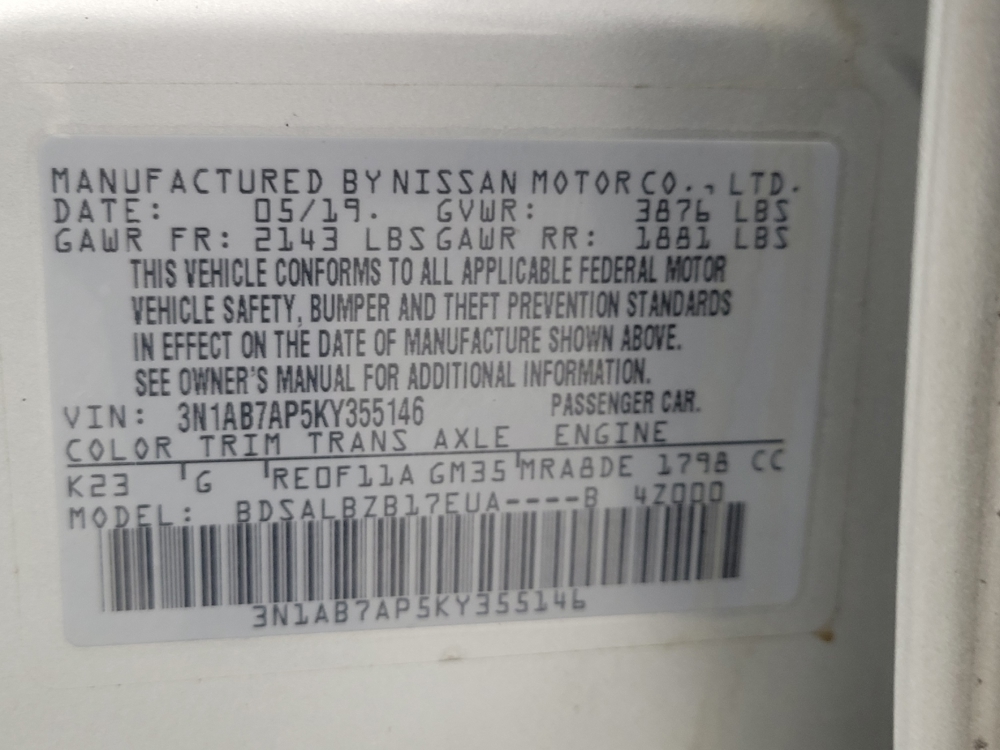 MANUFACTURED BY NISSAN MOTOR CO., LTD.
DATE: 05/19. GVWR: 3876 LBS
GAWR FR: 2143 LBS GAWR RR: 1881 LBS
THIS VEHICLE CONFORMS TO ALL APPLICABLE FEDERAL MOTOR
VEHICLE SAFETY, BUMPER AND THEFT PREVENTION STANDARDS
IN EFFECT ON THE DATE OF MANUFACTURE SHOWN ABOVE.
SEE OWNER'S MANUAL FOR ADDITIONAL INFORMATION.
VIN: 3N1AB7AP5KY355146 PASSENGER CAR.
COLOR TRIM TRANS AXLE ENGINE
K23 G RE0F11A GM35 MRA8DE 1798 CC
MODEL: BDSALBZB17EUA----B 4Z000
3N1AB7AP5KY355146